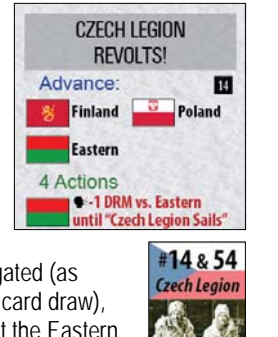 CZECH LEGION
REVOLTS!
Advance: 14
Finland Poland
Eastern
4 Actions
-1 DRM vs. Eastern
until "Czech Legion Sails"
gated (as
card draw),
t the Eastern
#14 & 54
Czech Legion